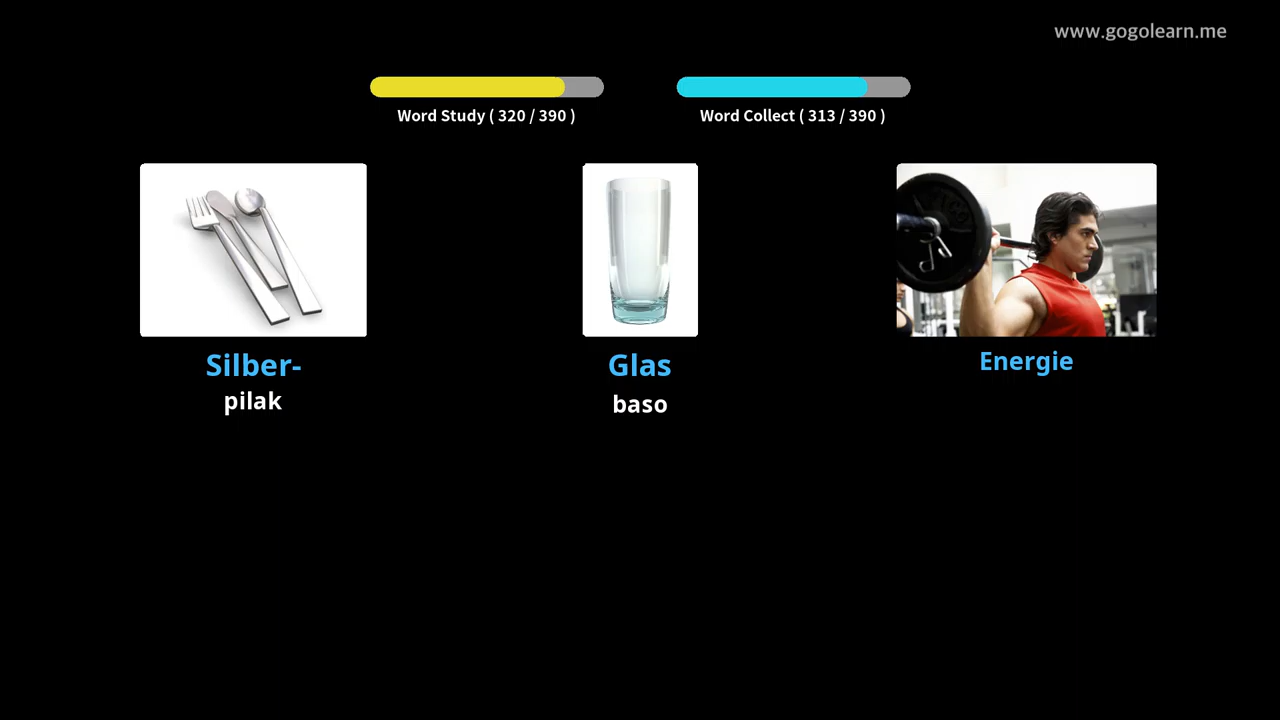 www.gogolearn.me
Word Study ( 320 / 390 )
Word Collect ( 313 / 390 )
Silber-
pilak
Glas
baso
Energie